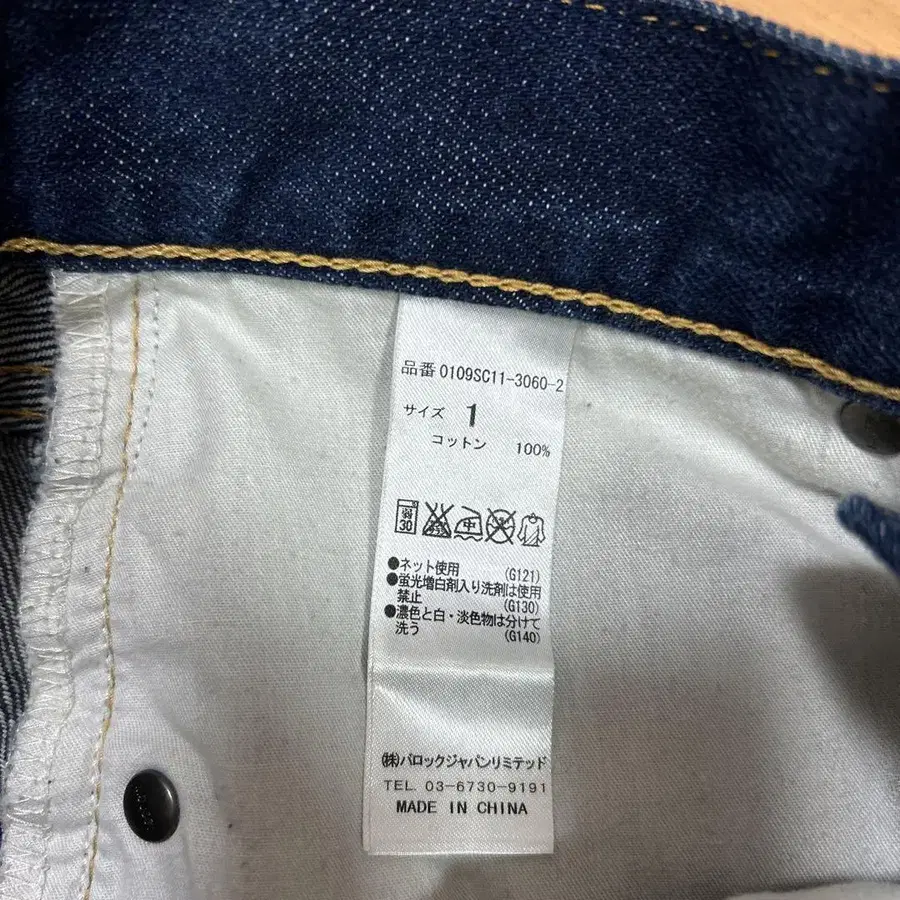 品番 0109SC11-3060-2
サイズ 1
コットン 100%
弱
30
中
●ネット使用 (G121)
●蛍光増白剤入り洗剤は使用
禁止 (G130)
●濃色と白・淡色物は分けて
洗う (G140)
(株)バロックジャパンリミテッド
TEL. 03-6730-9191
MADE IN CHINA